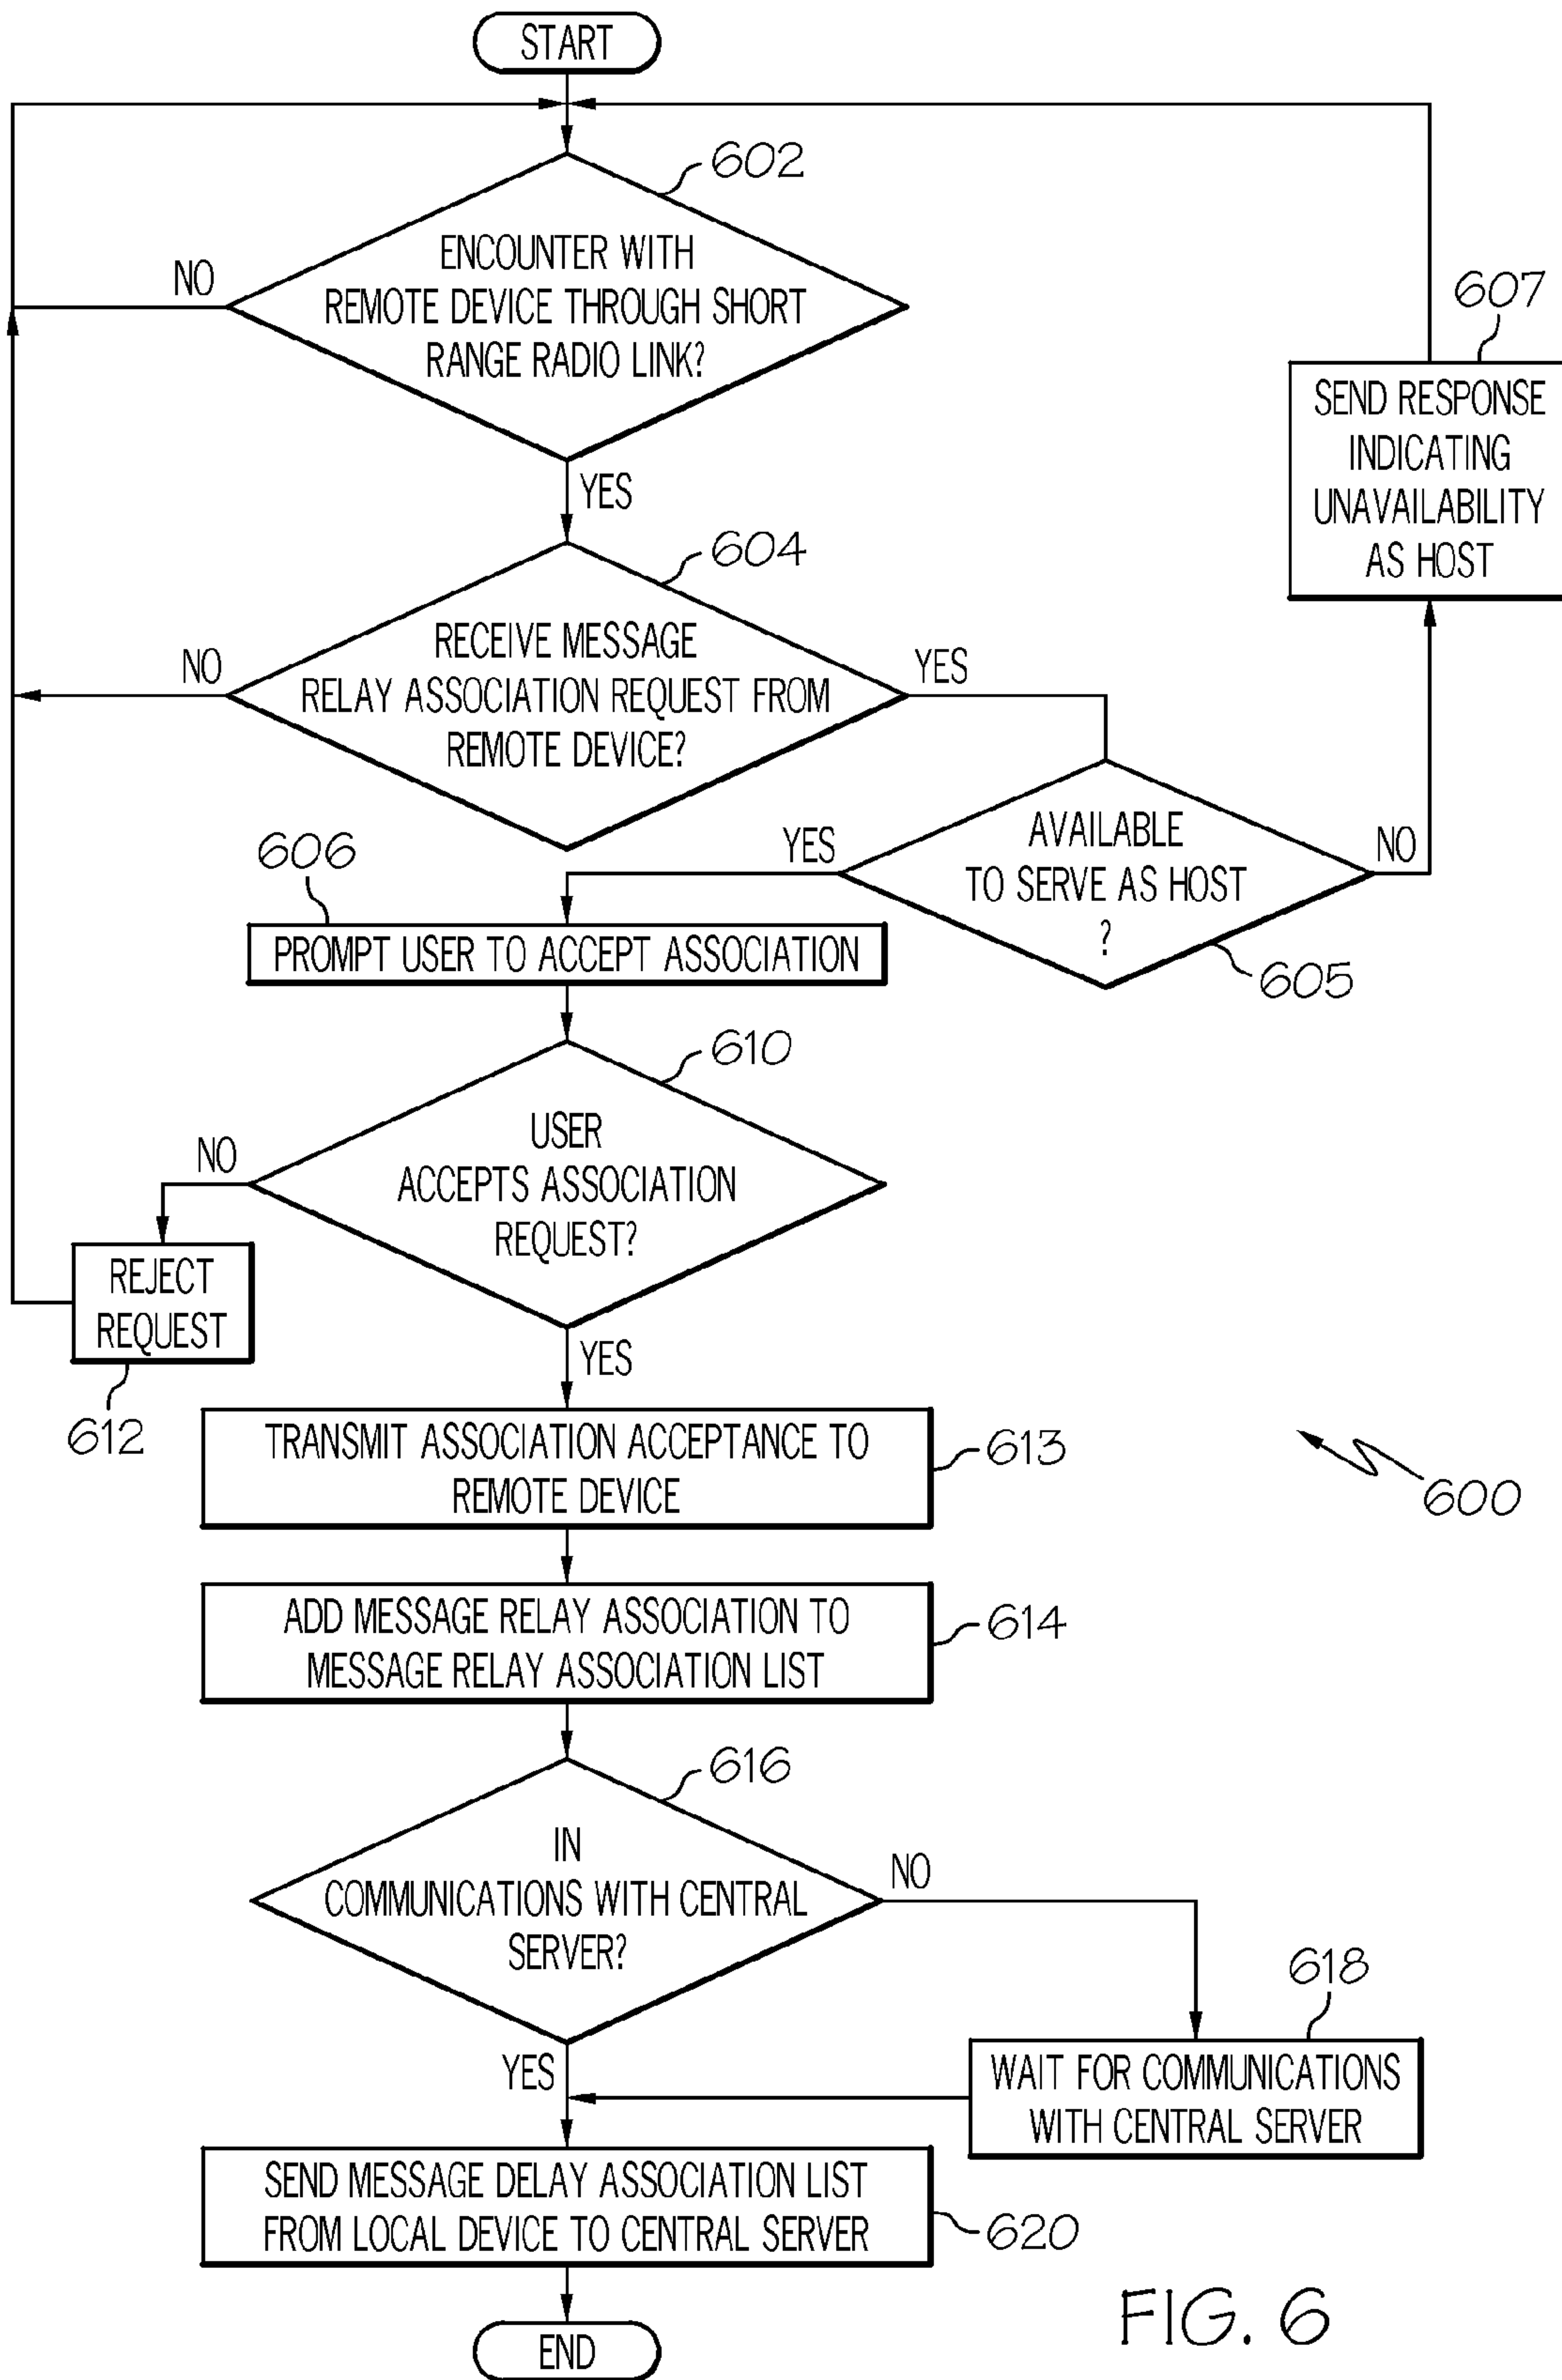 START
602
ENCOUNTER WITH
REMOTE DEVICE THROUGH SHORT
RANGE RADIO LINK?
NO
YES
607
SEND RESPONSE
INDICATING
UNAVAILABILITY
AS HOST
604
RECEIVE MESSAGE
RELAY ASSOCIATION REQUEST FROM
REMOTE DEVICE?
NO
YES
AVAILABLE
TO SERVE AS HOST
?
YES
NO
605
606
PROMPT USER TO ACCEPT ASSOCIATION
610
USER
ACCEPTS ASSOCIATION
REQUEST?
NO
REJECT
REQUEST
612
YES
TRANSMIT ASSOCIATION ACCEPTANCE TO
REMOTE DEVICE
613
600
ADD MESSAGE RELAY ASSOCIATION TO
MESSAGE RELAY ASSOCIATION LIST
614
616
IN
COMMUNICATIONS WITH CENTRAL
SERVER?
NO
618
WAIT FOR COMMUNICATIONS
WITH CENTRAL SERVER
YES
SEND MESSAGE DELAY ASSOCIATION LIST
FROM LOCAL DEVICE TO CENTRAL SERVER
620
END
FIG. 6